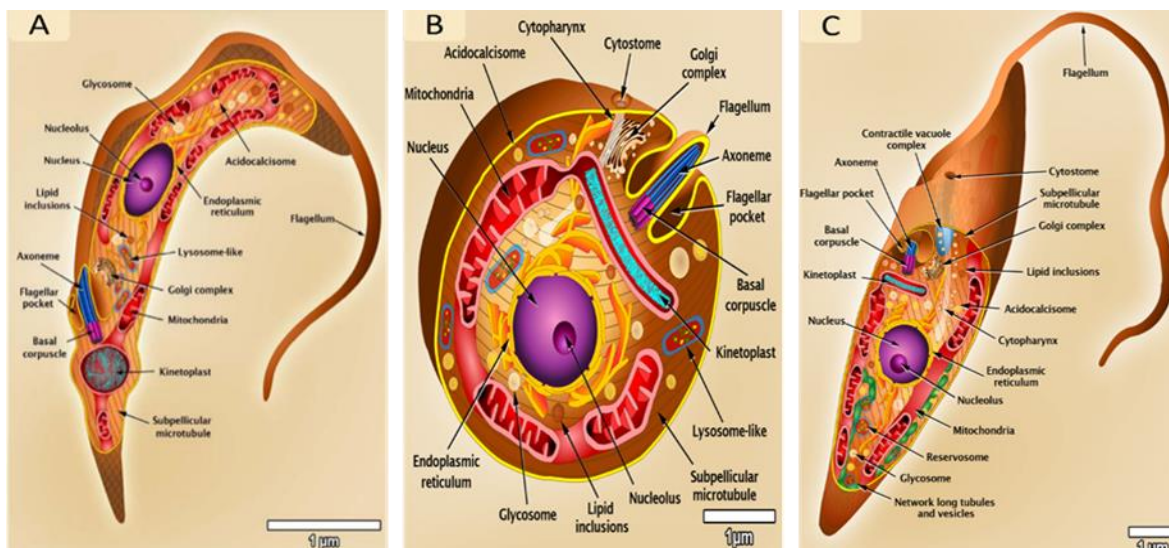 A
Glycosome
Nucleolus
Nucleus
Lipid
inclusions
Axoneme
Flagellar
pocket
Basal
corpuscle
Kinetoplast
Subpellicular
microtubule
Acidocalcisome
Endoplasmic
reticulum
Flagellum
Lysosome-like
Golgi complex
Mitochondria
1 µm
B
Cytopharynx
Cytostome
Acidocalcisome
Golgi
complex
Mitochondria
Flagellum
Nucleus
Axoneme
Flagellar
pocket
Basal
corpuscle
Kinetoplast
Lysosome-like
Endoplasmic
reticulum
Subpellicular
microtubule
Glycosome
Lipid
inclusions
Nucleolus
1µm
C
Flagellum
Contractile vacuole
complex
Axoneme
Cytostome
Flagellar pocket
Subpellicular
microtubule
Basal
corpuscle
Golgi complex
Kinetoplast
Lipid inclusions
Nucleus
Acidocalcisome
Cytopharynx
Endoplasmic
reticulum
Nucleolus
Mitochondria
Reservosome
Glycosome
Network long tubules
and vesicles
1 µm